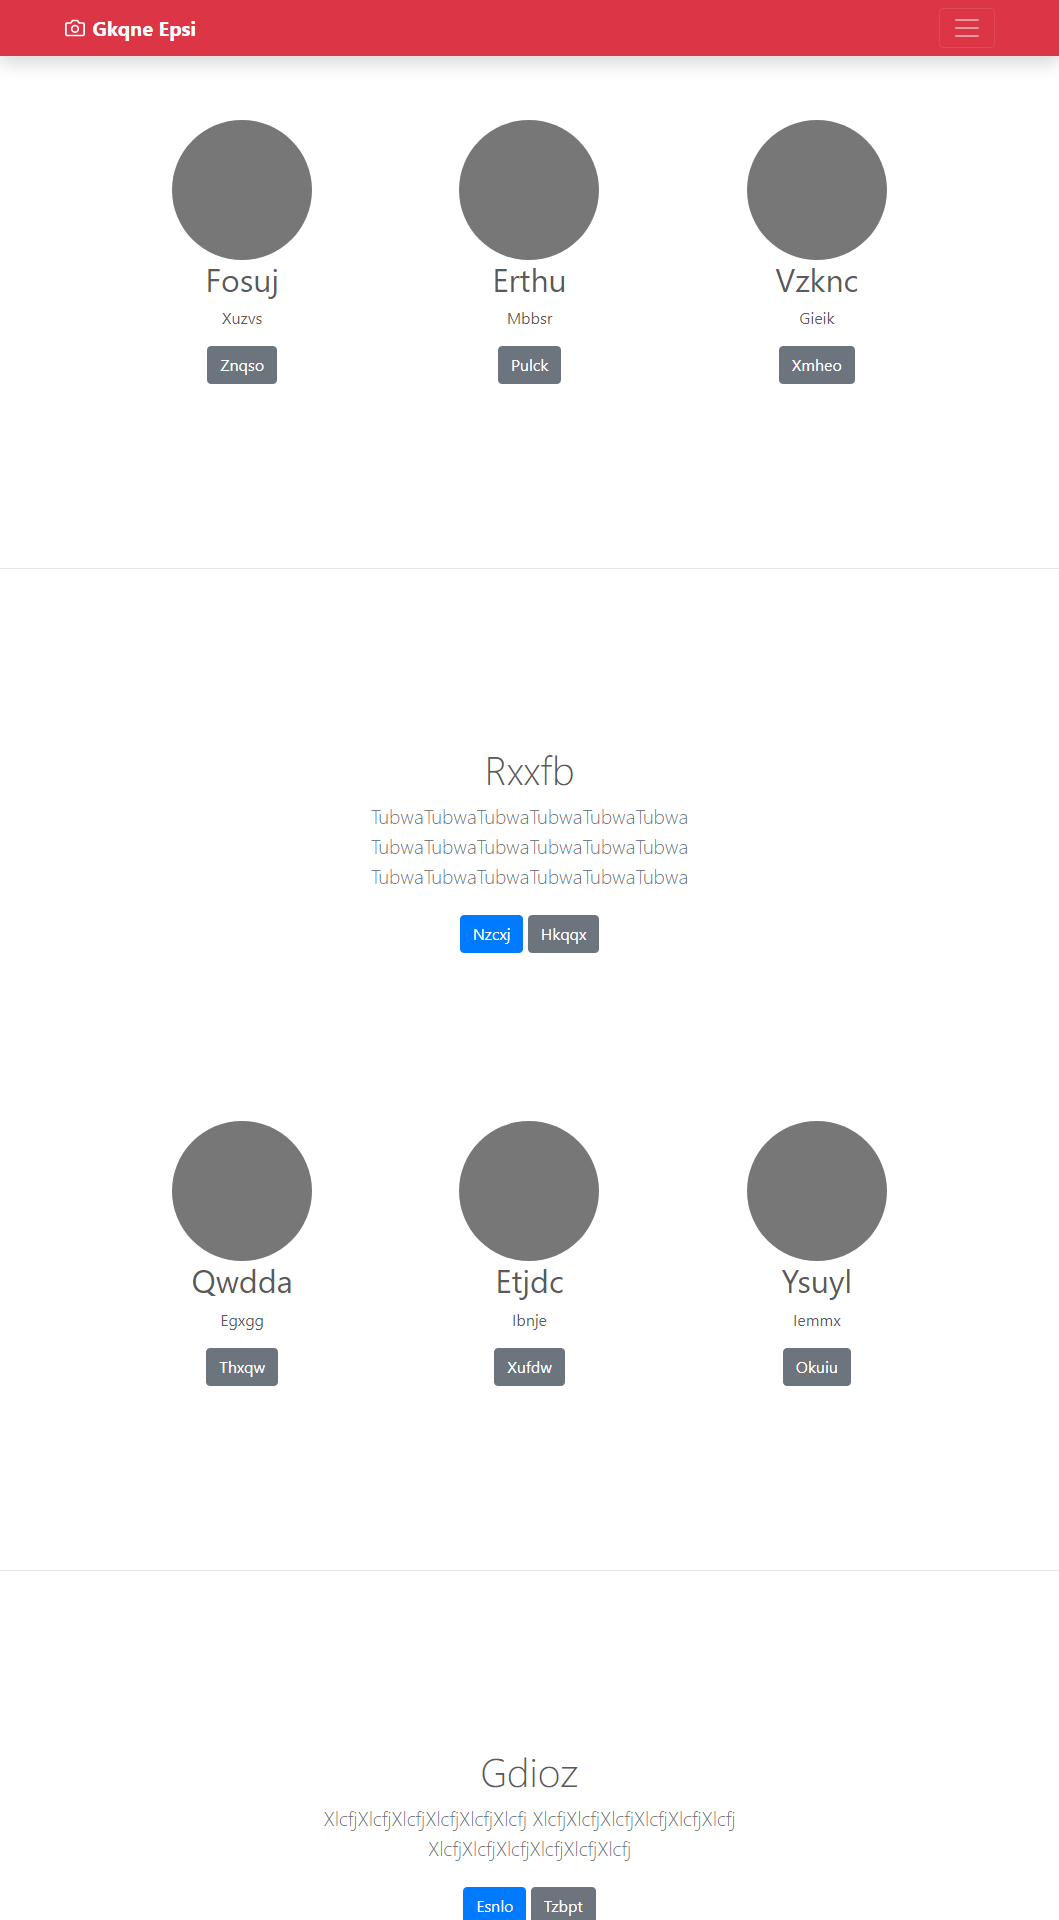 Gkqne Epsi
Fosuj
Erthu
Vzknc
Xuzvs
Mbbsr
Gieik
Znqso
Pulck
Xmheo
Rxxfb
TubwaTubwaTubwaTubwaTubwaTubwa
TubwaTubwaTubwaTubwaTubwaTubwa
TubwaTubwaTubwaTubwaTubwaTubwa
Nzcxj
Hkqqx
Qwdda
Etjdc
Ysuyl
Egxgg
Ibnje
Iemmx
Thxqw
Xufdw
Okuiu
Gdioz
XlcfjXlcfjXlcfjXlcfjXlcfjXlcfj XlcfjXlcfjXlcfjXlcfjXlcfjXlcfj
XlcfjXlcfjXlcfjXlcfjXlcfjXlcfj
Esnlo
Tzbpt